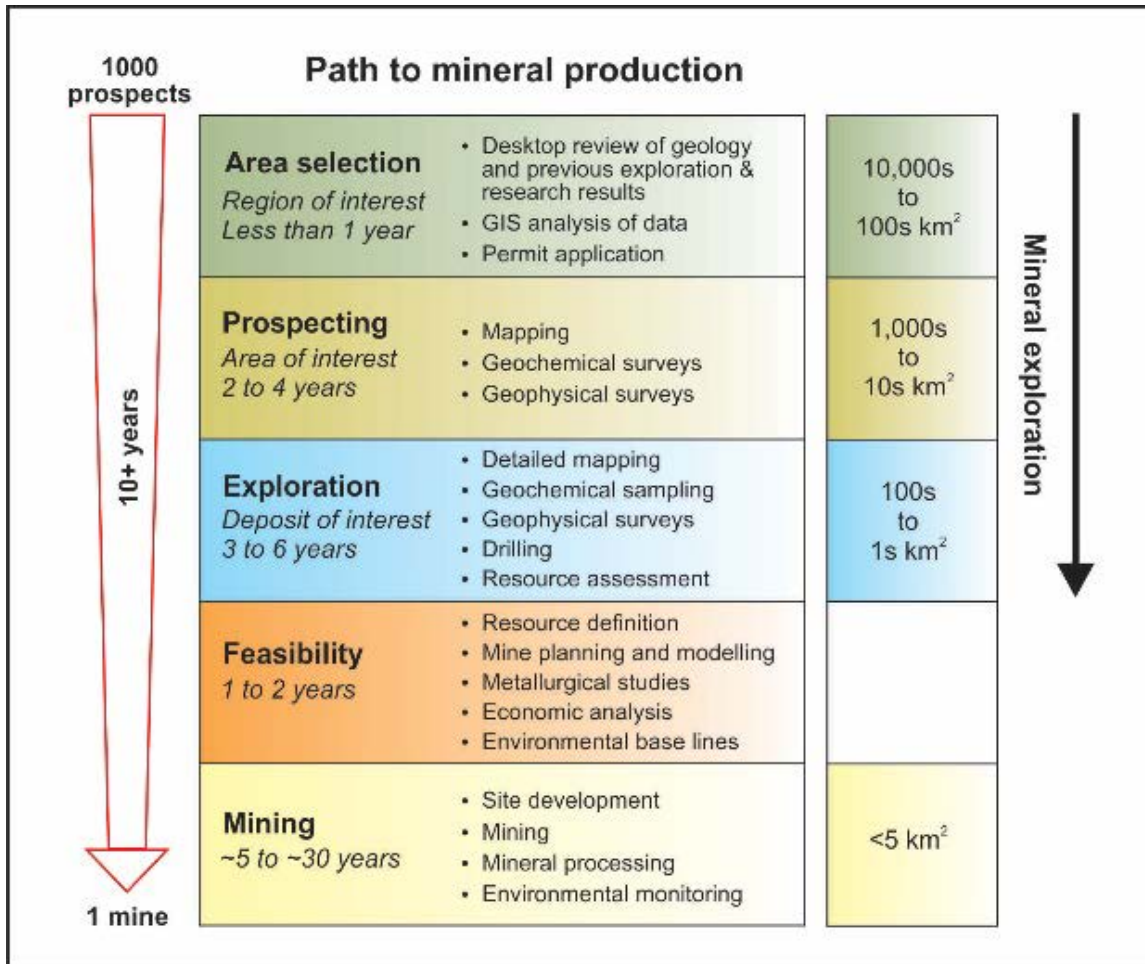 1000
prospects
Path to mineral production
Area selection
Region of interest
Less than 1 year
• Desktop review of geology
and previous exploration &
research results
• GIS analysis of data
• Permit application
10,000s
to
100s km²
Prospecting
Area of interest
2 to 4 years
• Mapping
• Geochemical surveys
• Geophysical surveys
1,000s
to
10s km²
Exploration
Deposit of interest
3 to 6 years
• Detailed mapping
• Geochemical sampling
• Geophysical surveys
• Drilling
• Resource assessment
100s
to
1s km²
Feasibility
1 to 2 years
• Resource definition
• Mine planning and modelling
• Metallurgical studies
• Economic analysis
• Environmental base lines
Mining
~5 to ~30 years
• Site development
• Mining
• Mineral processing
• Environmental monitoring
<5 km²
10+ years
1 mine
Mineral exploration